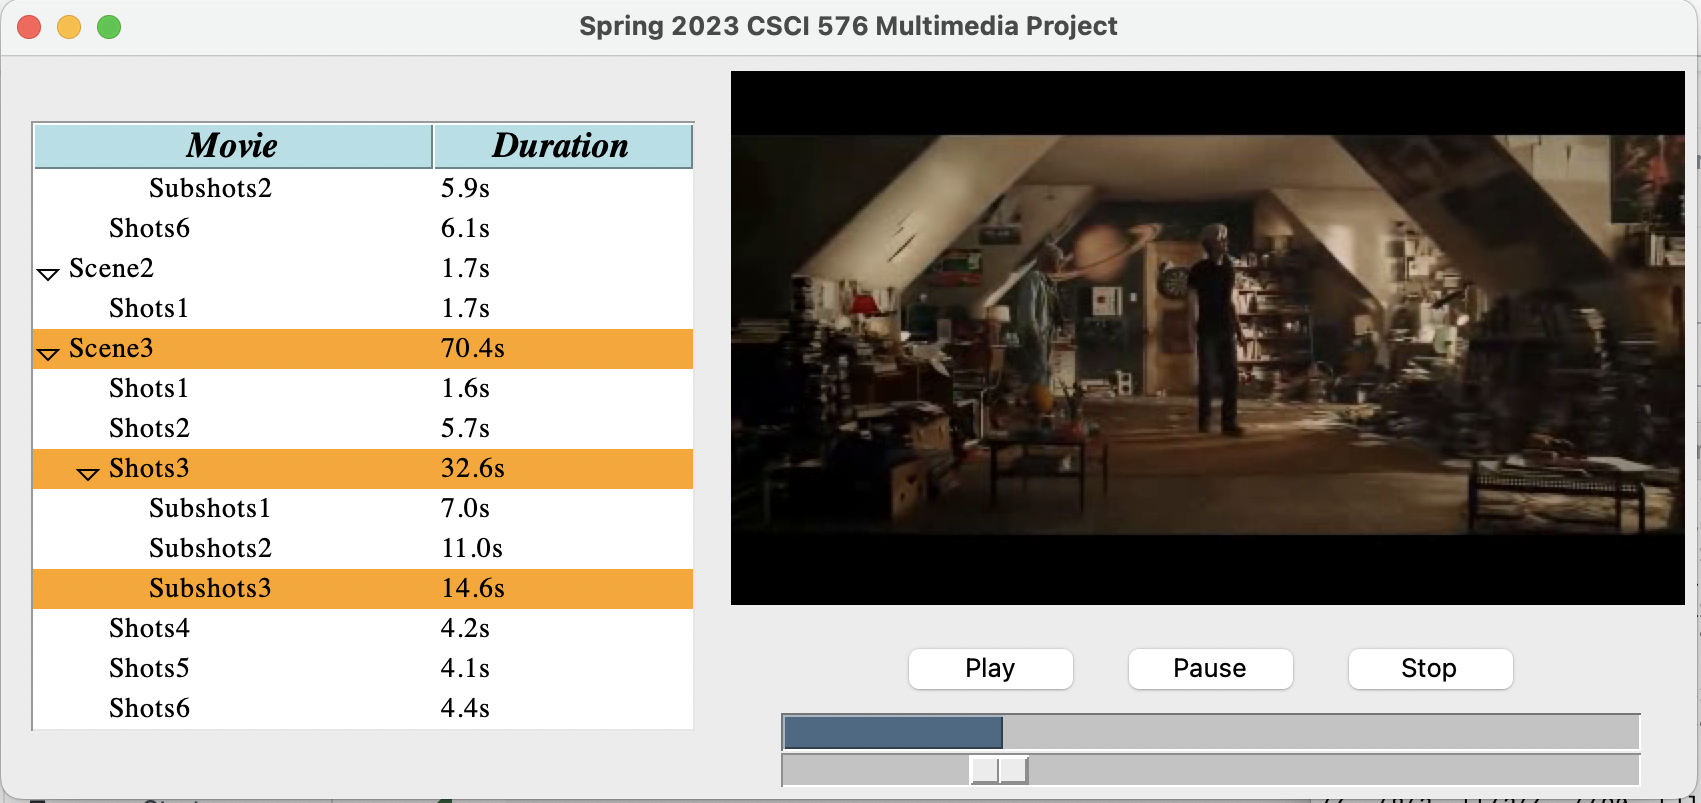 Spring 2023 CSCI 576 Multimedia Project
Movie Duration
Subshots2 5.9s
Shots6 6.1s
Scene2 1.7s
Shots1 1.7s
Scene3 70.4s
Shots1 1.6s
Shots2 5.7s
Shots3 32.6s
Subshots1 7.0s
Subshots2 11.0s
Subshots3 14.6s
Shots4 4.2s
Shots5 4.1s
Shots6 4.4s
Play Pause Stop